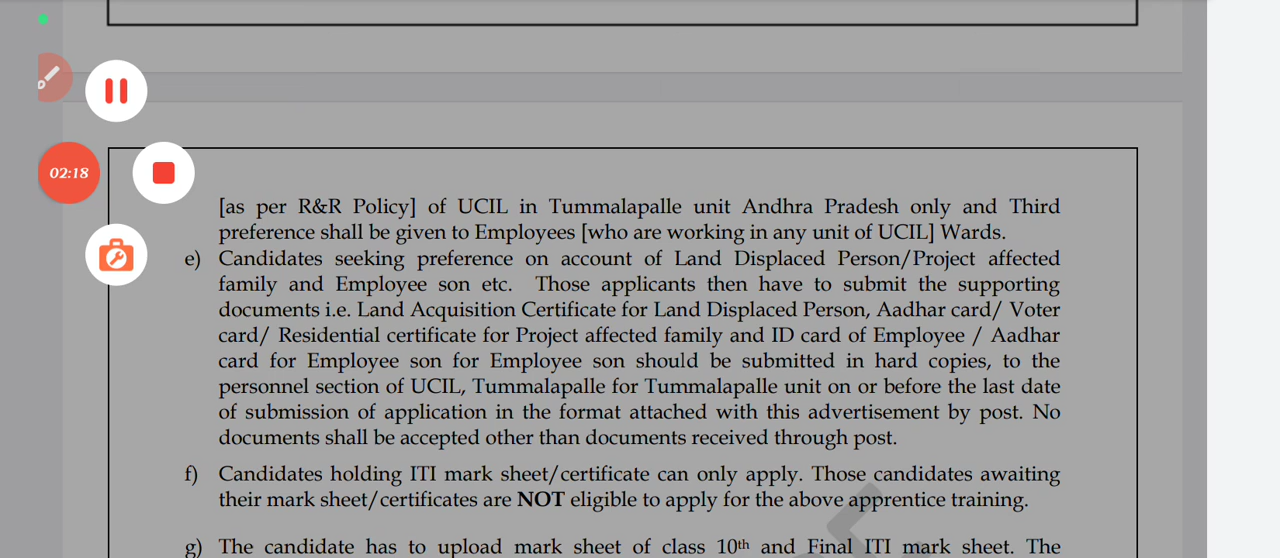 02:18
[as per R&R Policy] of UCIL in Tummalapalle unit Andhra Pradesh only and Third
preference shall be given to Employees [who are working in any unit of UCIL] Wards.
e) Candidates seeking preference on account of Land Displaced Person/Project affected
family and Employee son etc. Those applicants then have to submit the supporting
documents i.e. Land Acquisition Certificate for Land Displaced Person, Aadhar card/ Voter
card/ Residential certificate for Project affected family and ID card of Employee / Aadhar
card for Employee son for Employee son should be submitted in hard copies, to the
personnel section of UCIL, Tummalapalle for Tummalapalle unit on or before the last date
of submission of application in the format attached with this advertisement by post. No
documents shall be accepted other than documents received through post.
f) Candidates holding ITI mark sheet/certificate can only apply. Those candidates awaiting
their mark sheet/certificates are NOT eligible to apply for the above apprentice training.
g) The candidate has to upload mark sheet of class 10th and Final ITI mark sheet. The